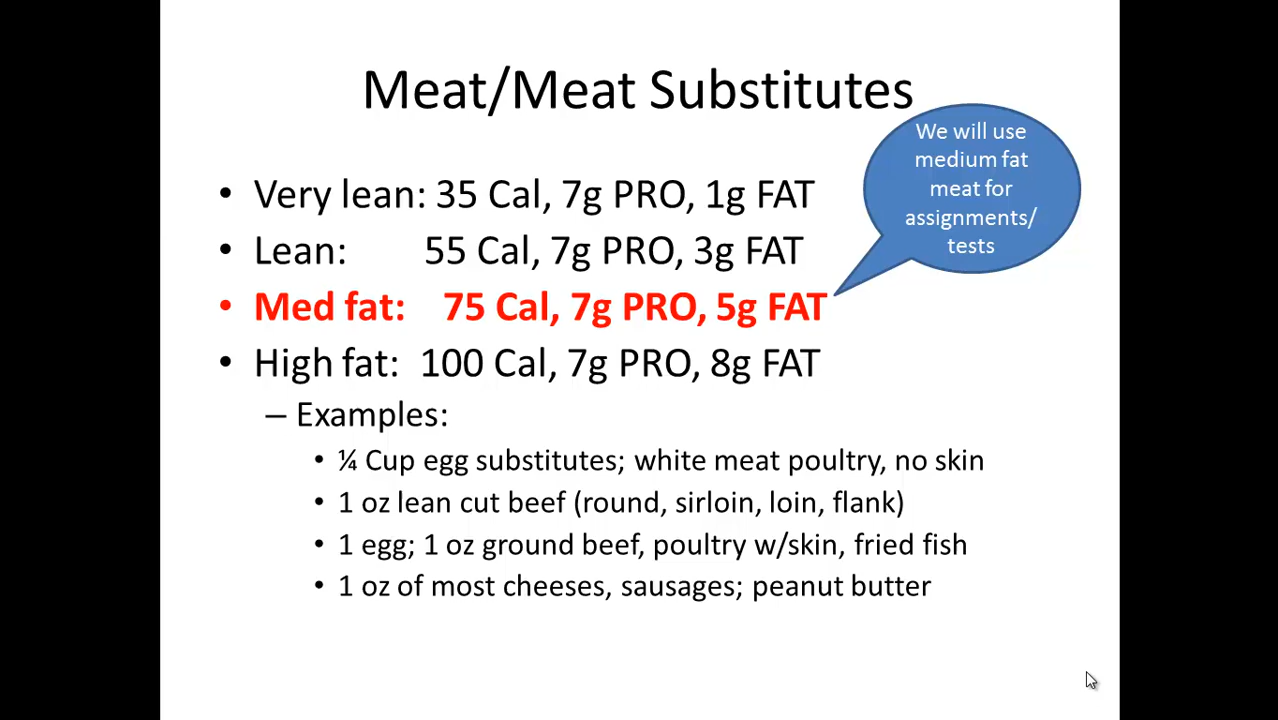 Meat/Meat Substitutes
We will use
medium fat
meat for
assignments/
tests
• Very lean: 35 Cal, 7g PRO, 1g FAT
• Lean: 55 Cal, 7g PRO, 3g FAT
• Med fat: 75 Cal, 7g PRO, 5g FAT
• High fat: 100 Cal, 7g PRO, 8g FAT
– Examples:
• ¼ Cup egg substitutes; white meat poultry, no skin
• 1 oz lean cut beef (round, sirloin, loin, flank)
• 1 egg; 1 oz ground beef, poultry w/skin, fried fish
• 1 oz of most cheeses, sausages; peanut butter